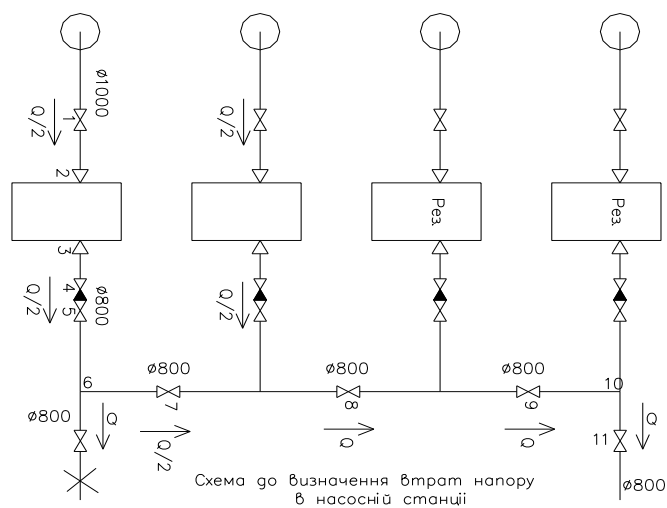 ø1000
1
Q/2
Q/2
2
Рез.
Рез.
3
4
5
ø800
Q/2
Q/2
6
ø800
ø800
ø800
10
7
8
9
ø800
Q
Q/2
Q
Q
Q
11
ø800
Схема до визначення втрат напору
в насосній станції